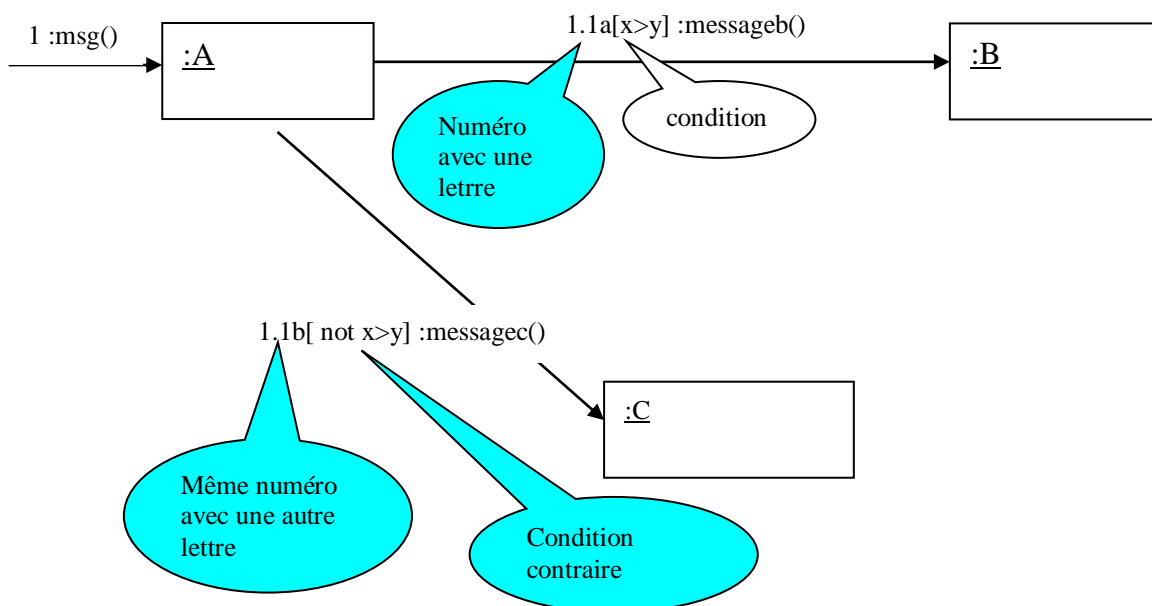 1 :msg()
:A
1.1a[x>y] :messageb()
:B
Numéro
avec une
letrre
condition
1.1b[ not x>y] :messagec()
:C
Même numéro
avec une autre
lettre
Condition
contraire